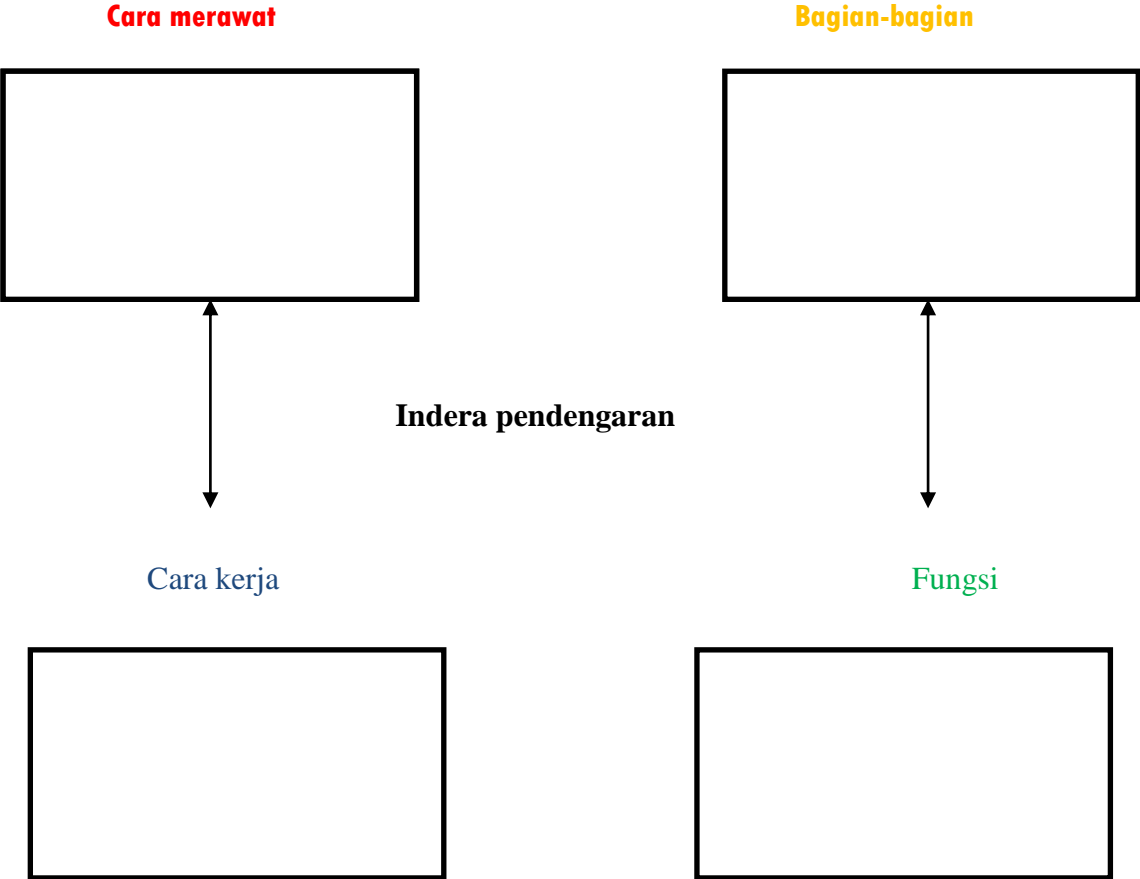 Cara merawat
Bagian-bagian
Indera pendengaran
Cara kerja
Fungsi